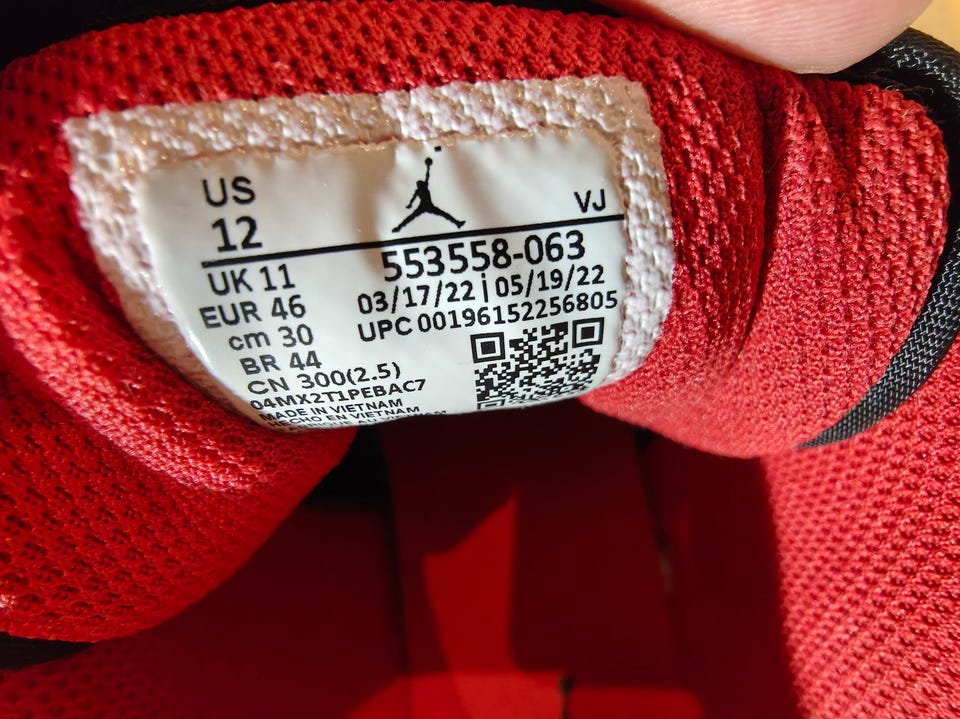 US
12
VJ
553558-063
UK 11
03/17/22 | 05/19/22
EUR 46
UPC 00196152256805
cm 30
BR 44
CN 300(2.5)
04MX2T1PEBAC7
MADE IN VIETNAM
HECHO EN VIETNAM